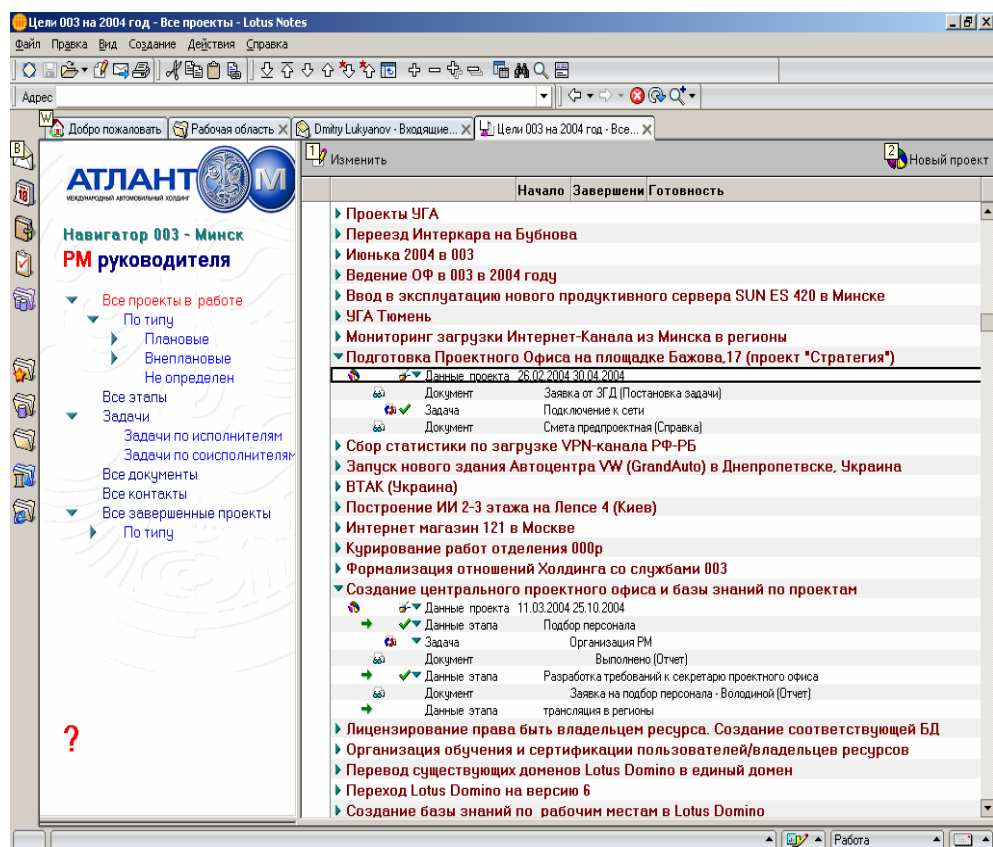 Цели 003 на 2004 год - Все проекты - Lotus Notes
Файл Правка Вид Создание Действия Справка
Адрес
W
Добро пожаловать
Рабочая область
Dmitry Lukyanov - Входящие...
Цели 003 на 2004 год - Все...
B
18
АТЛАНТ М
МЕЖДУНАРОДНЫЙ АВТОМОБИЛЬНЫЙ ХОЛДИНГ
Навигатор 003 - Минск
РМ руководителя
Все проекты в работе
По типу
Плановые
Внеплановые
Не определен
Все этапы
Задачи
Задачи по исполнителям
Задачи по соисполнителям
Все документы
Все контакты
Все завершенные проекты
По типу
?
1 Изменить
2 Новый проект
Начало Завершени Готовность
Проекты УГА
Переезд Интеркара на Бубнова
Июнька 2004 в 003
Ведение ОФ в 003 в 2004 году
Ввод в эксплуатацию нового продуктивного сервера SUN ES 420 в Минске
УГА Тюмень
Мониторинг загрузки Интернет-Канала из Минска в регионы
Подготовка Проектного Офиса на площадке Бажова,17 (проект "Стратегия")
Данные проекта 26.02.2004 30.04.2004
Документ Заявка от ЗГД (Постановка задачи)
Задача Подключение к сети
Документ Смета предпроектная (Справка)
Сбор статистики по загрузке VPN-канала РФ-РБ
Запуск нового здания Автоцентра VW (GrandAuto) в Днепропетвске, Украина
ВТАК (Украина)
Построение ИИ 2-3 этажа на Лепсе 4 (Киев)
Интернет магазин 121 в Москве
Курирование работ отделения 000р
Формализация отношений Холдинга со службами 003
Создание центрального проектного офиса и базы знаний по проектам
Данные проекта 11.03.2004 25.10.2004
Данные этапа Подбор персонала
Задача Организация РМ
Документ Выполнено (Отчет)
Данные этапа Разработка требований к секретарю проектного офиса
Документ Заявка на подбор персонала - Володиной (Отчет)
Данные этапа трансляция в регионы
Лицензирование права быть владельцем ресурса. Создание соответствующей БД
Организация обучения и сертификации пользователей/владельцев ресурсов
Перевод существующих доменов Lotus Domino в единый домен
Переход Lotus Domino на версию 6
Создание базы знаний по рабочим местам в Lotus Domino
Работа